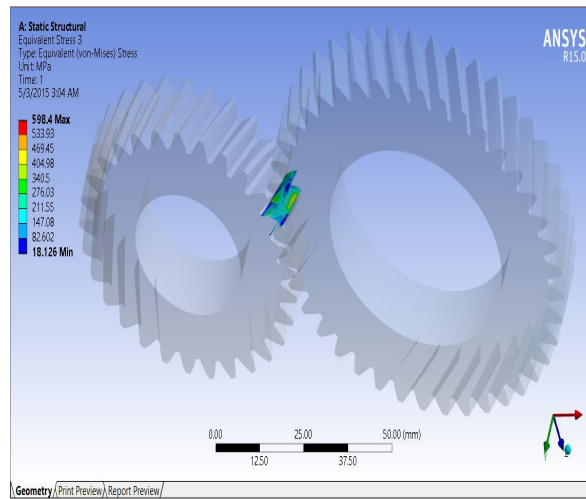 A: Static Structural
Equivalent Stress 3
Type: Equivalent (von-Mises) Stress
Unit: MPa
Time: 1
5/3/2015 3:04 AM
ANSYS
R15.0
598.4 Max
533.93
469.45
404.98
340.5
276.03
211.55
147.08
82.602
18.126 Min
0.00 25.00 50.00 (mm)
12.50 37.50
Geometry Print Preview Report Preview